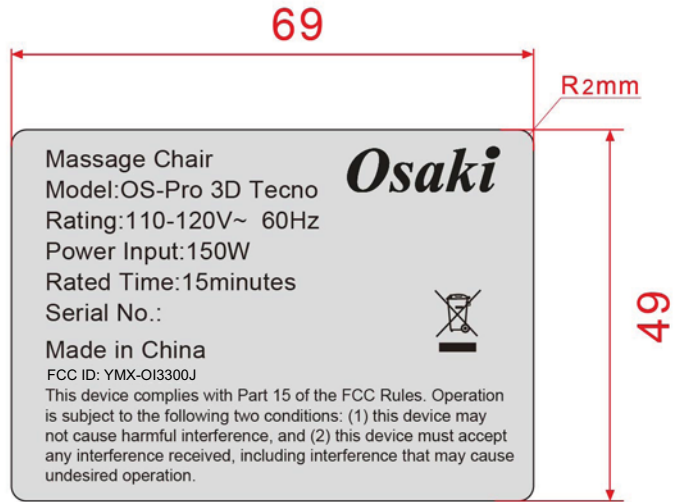 69
R2mm
Osaki
Massage Chair
Model:OS-Pro 3D Tecno
Rating:110-120V~ 60Hz
Power Input:150W
Rated Time:15minutes
Serial No.:
49
Made in China
FCC ID: YMX-OI3300J
This device complies with Part 15 of the FCC Rules. Operation
is subject to the following two conditions: (1) this device may
not cause harmful interference, and (2) this device must accept
any interference received, including interference that may cause
undesired operation.